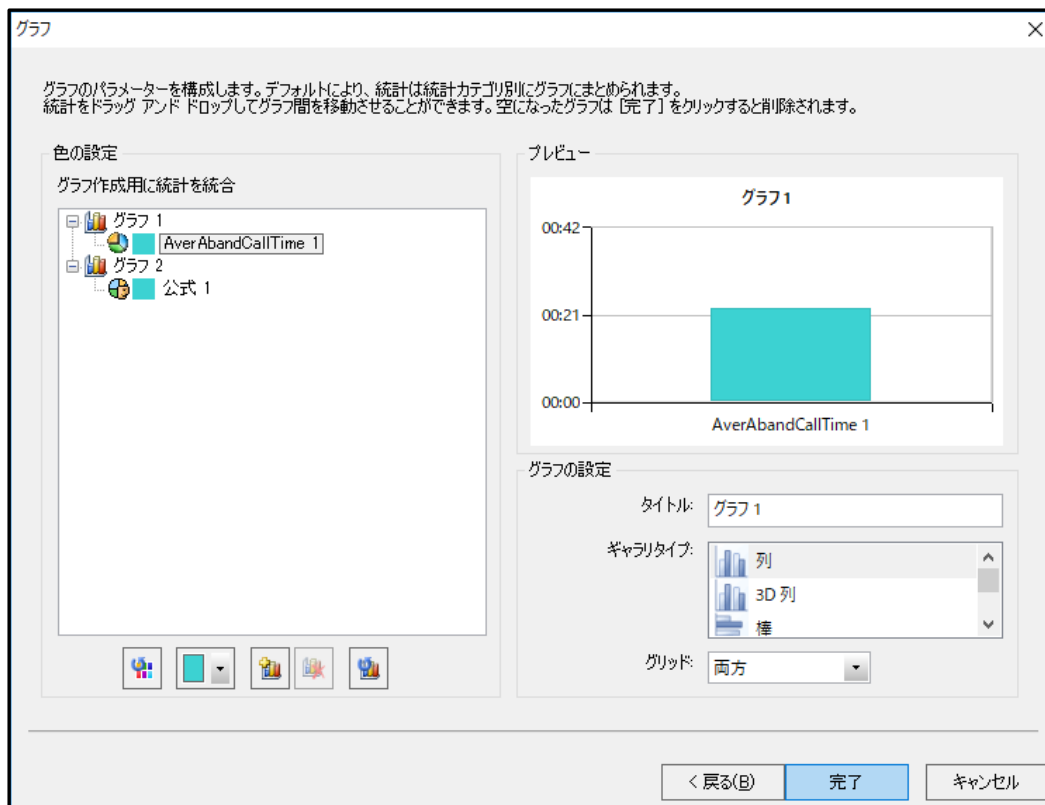 グラフ
グラフのパラメーターを構成します。デフォルトにより、統計は統計カテゴリ別にグラフにまとめられます。
統計をドラッグ アンド ドロップしてグラフ間を移動させることができます。空になったグラフは [完了] をクリックすると削除されます。
色の設定
グラフ作成用に統計を統合
グラフ 1
AverAbandCallTime 1
グラフ 2
公式 1
プレビュー
グラフ1
00:42
00:21
00:00
AverAbandCallTime 1
グラフの設定
タイトル:
グラフ 1
ギャラリタイプ:
列
3D 列
棒
グリッド:
両方
< 戻る(B)
完了
キャンセル